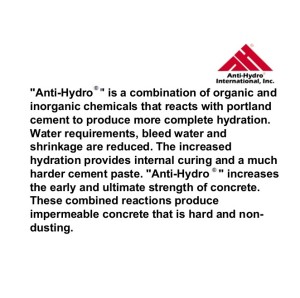 Anti-Hydro®
International, Inc.
"Anti-Hydro®" is a combination of organic and
inorganic chemicals that reacts with portland
cement to produce more complete hydration.
Water requirements, bleed water and
shrinkage are reduced. The increased
hydration provides internal curing and a much
harder cement paste. "Anti-Hydro®" increases
the early and ultimate strength of concrete.
These combined reactions produce
impermeable concrete that is hard and non-
dusting.